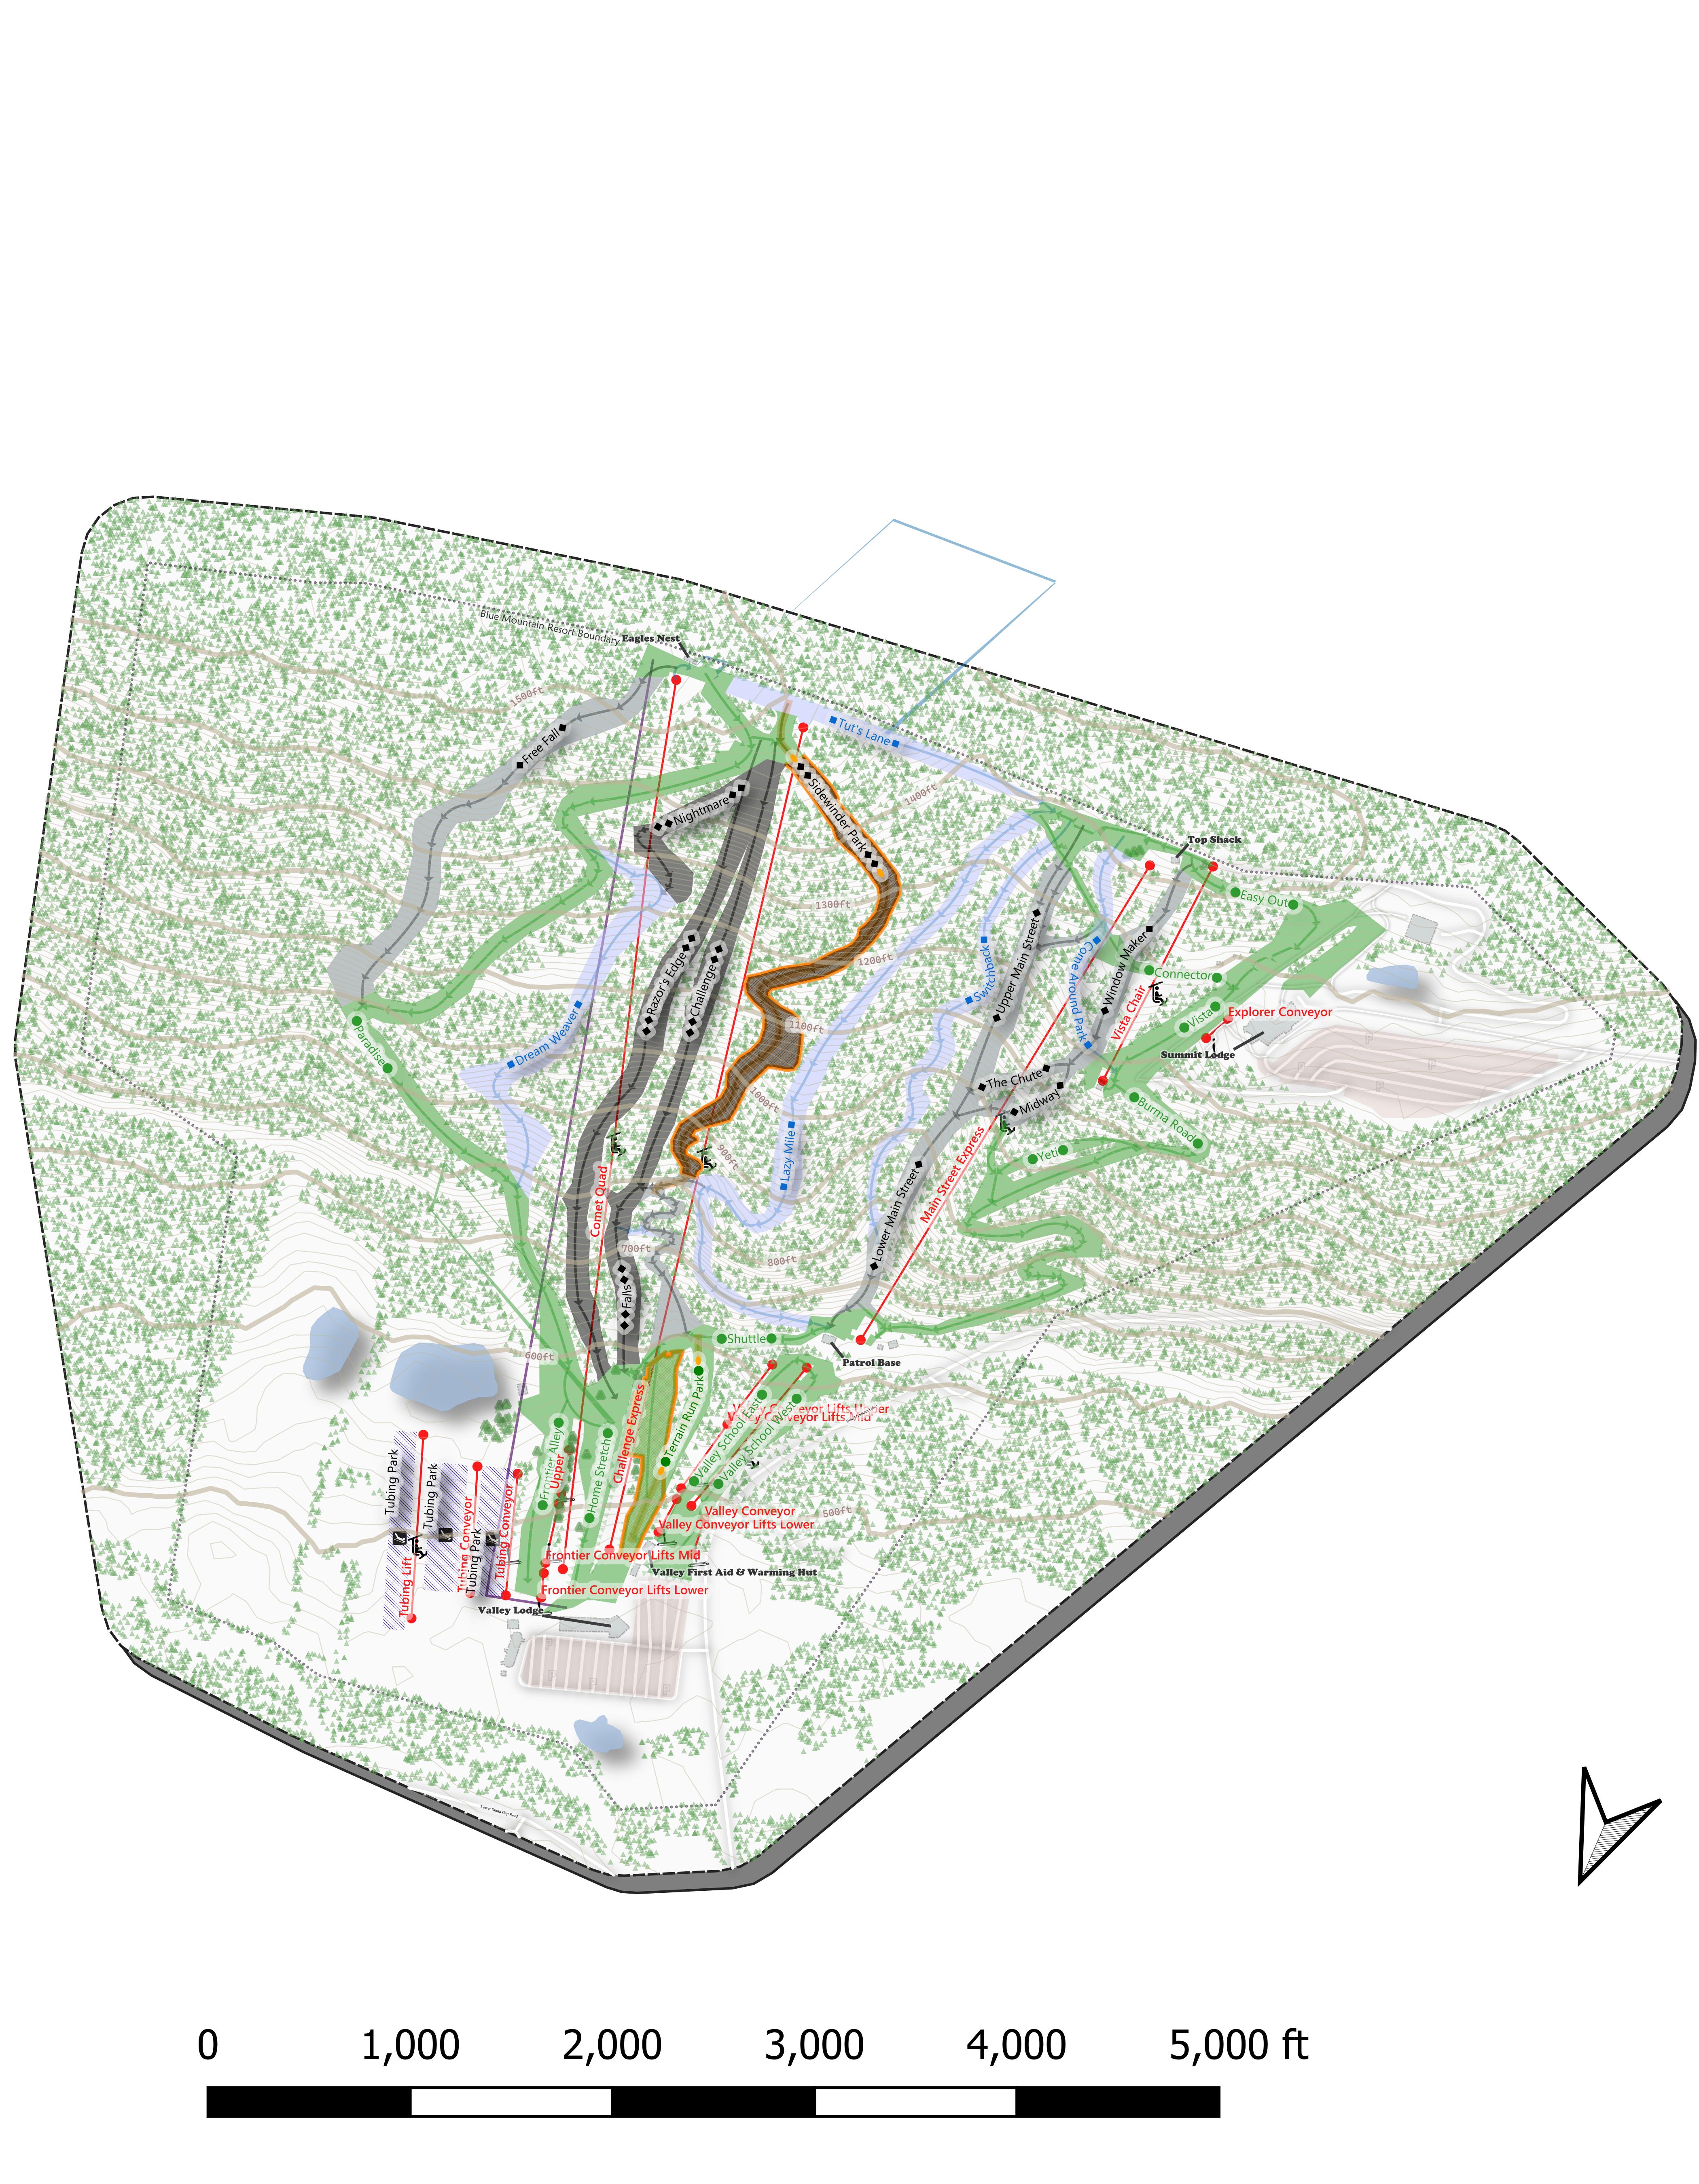 Blue Mountain Resort Boundary
Eagles Nest
1500ft
Free Fall
Tut's Lane
Nightmare
Sidewinder Park
1400ft
Top Shack
Easy Out
1300ft
Razor's Edge
Challenge
1200ft
Switchback
Upper Main Street
Come Around Park
Window Maker
Connector
Vista Chair
Vista
Explorer Conveyor
Summit Lodge
P
P
P
P
Paradise
Dream Weaver
1100ft
1000ft
The Chute
Midway
Burma Road
Yeti
900ft
Lazy Mile
Main Street Express
Lower Main Street
Comet Quad
700ft
800ft
Falls
Shuttle
Patrol Base
600ft
Challenge Express
Terrain Run Park
Valley Conveyor Lifts Upper
Valley Conveyor Lifts Mid
Valley School East
Valley School West
Frontier Alley
Upper
Home Stretch
Tubing Park
Tubing Park
Tubing Park
Tubing Conveyor
Tubing Conveyor
Tubing Lift
Valley Conveyor
500ft
Valley Conveyor Lifts Lower
Frontier Conveyor Lifts Mid
Valley First Aid & Warming Hut
Frontier Conveyor Lifts Lower
Valley Lodge
P
P
P
P
Lower Smith Gap Road
0 1,000 2,000 3,000 4,000 5,000 ft